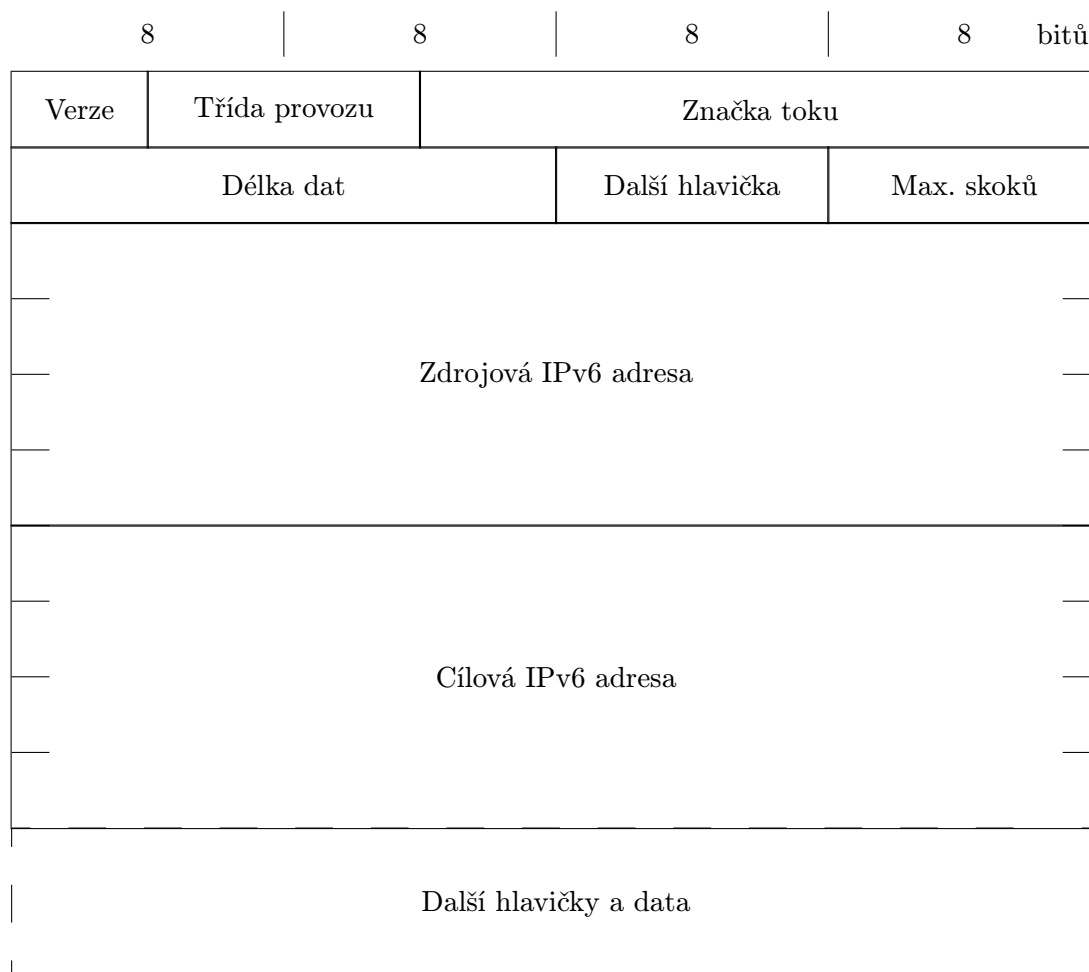 8 8 8 8 bitů
Verze Třída provozu Značka toku
Délka dat Další hlavička Max. skoků
Zdrojová IPv6 adresa
Cílová IPv6 adresa
Další hlavičky a data